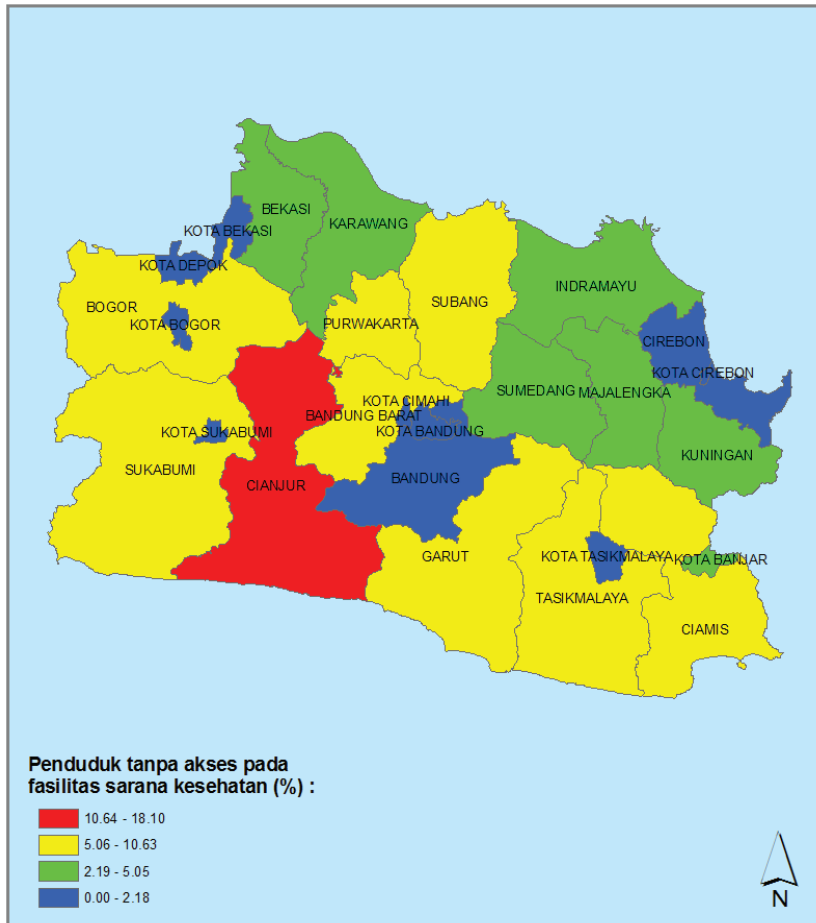 BEKASI
KARAWANG
KOTA BEKASI
KOTA DEPOK
INDRAMAYU
BOGOR
SUBANG
KOTA BOGOR
PURWAKARTA
CIREBON
KOTA CIREBON
SUMEDANG
MAJALENGKA
KOTA CIMAHI
BANDUNG BARAT
KOTA SUKABUMI
KOTA BANDUNG
KUNINGAN
SUKABUMI
CIANJUR
BANDUNG
GARUT
KOTA TASIKMALAYA
KOTA BANJAR
TASIKMALAYA
CIAMIS
Penduduk tanpa akses pada
fasilitas sarana kesehatan (%) :
10.64 - 18.10
5.06 - 10.63
2.19 - 5.05
0.00 - 2.18
N